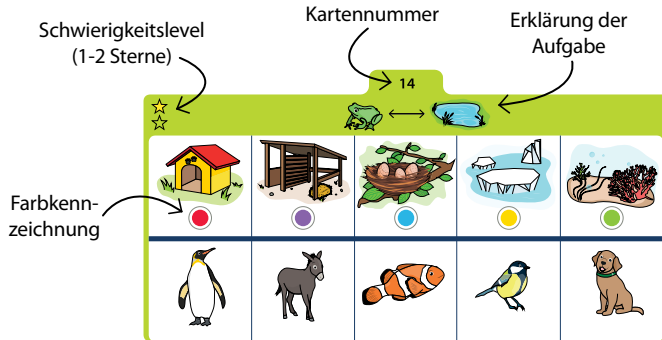 Schwierigkeitslevel
(1-2 Sterne)
Kartennummer
Erklärung der
Aufgabe
14
Farbkenn-
zeichnung